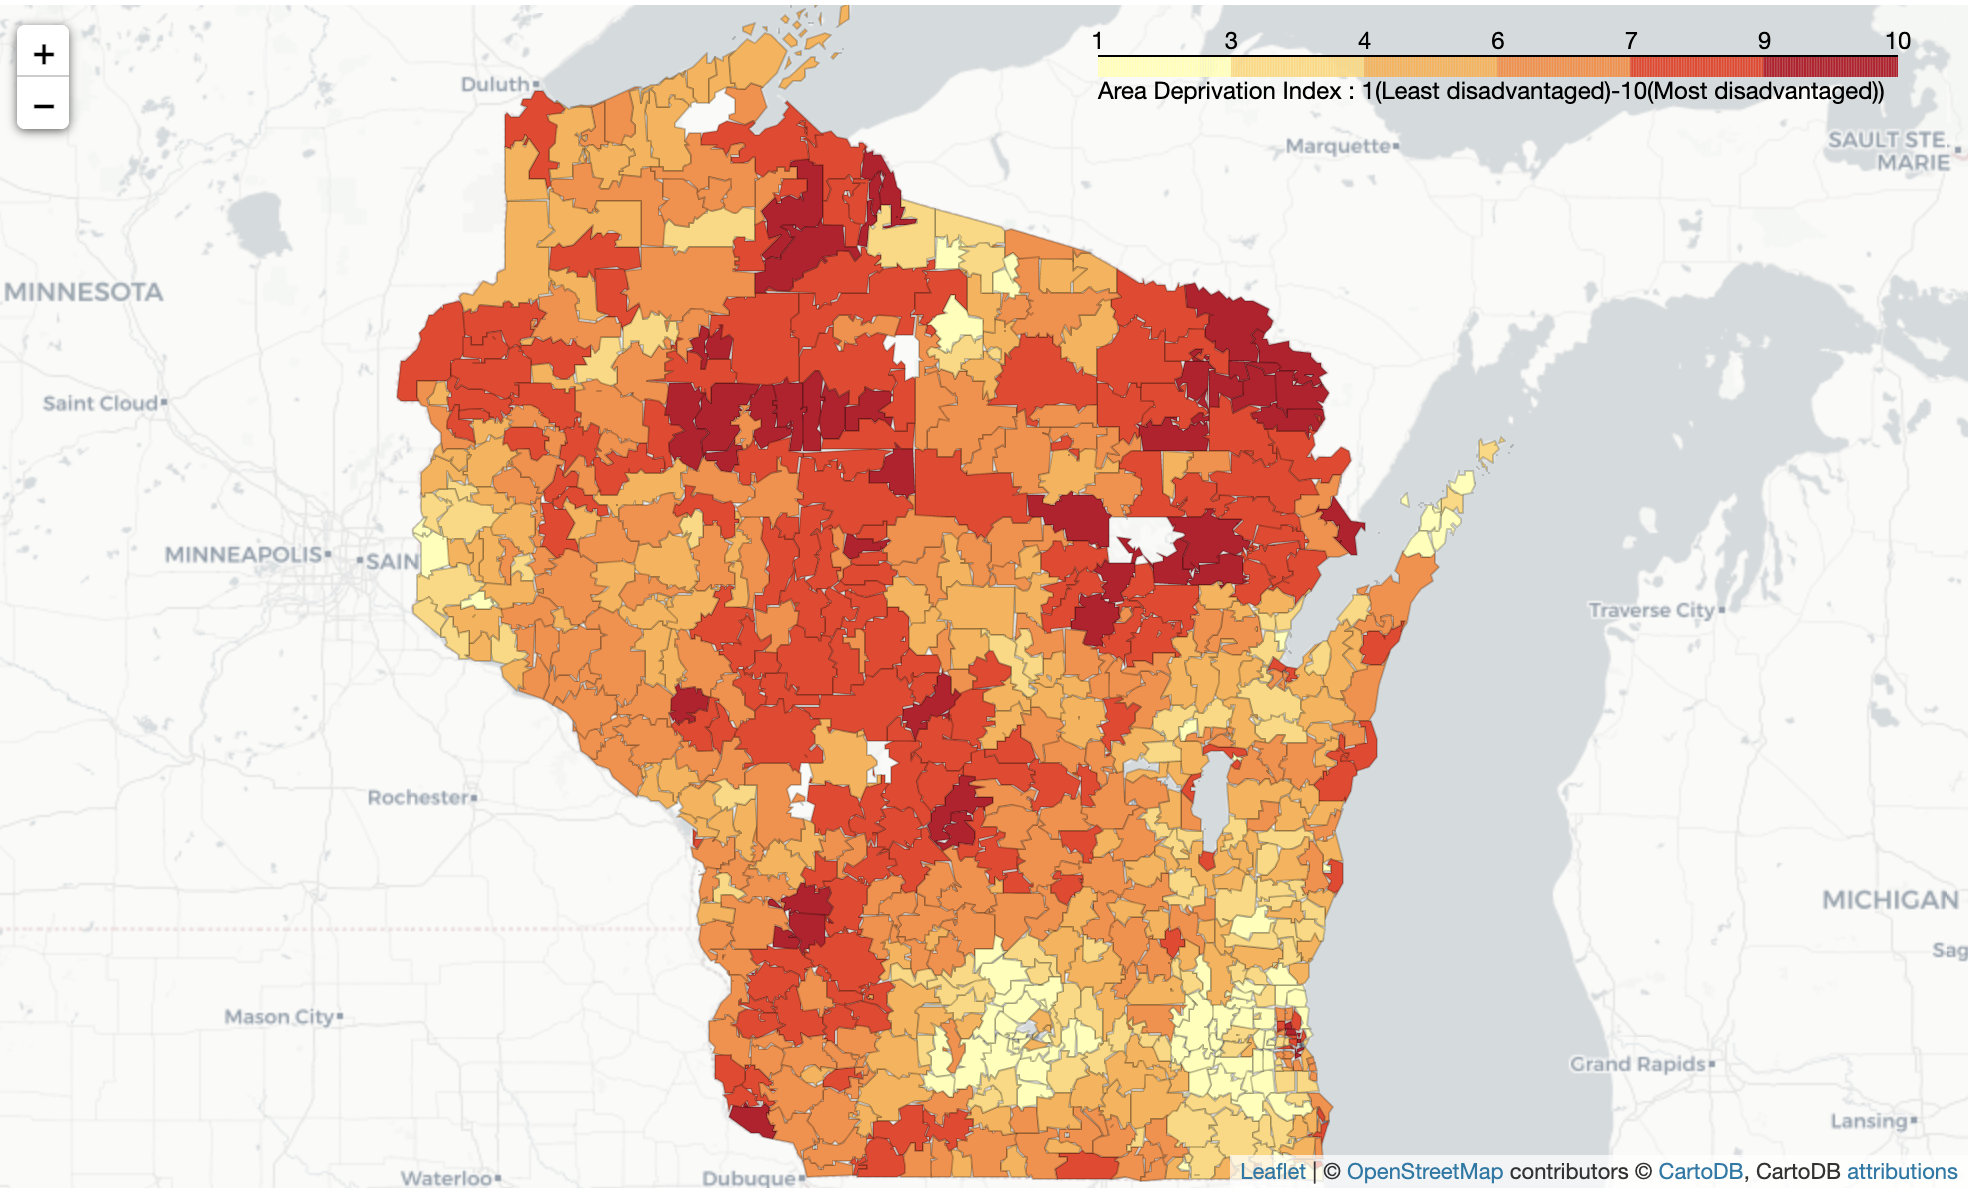 +
−
1 3 4 6 7 9 10
Area Deprivation Index : 1(Least disadvantaged)-10(Most disadvantaged))
Duluth
Marquette
SAULT STE.
MARIE
MINNESOTA
Saint Cloud
MINNEAPOLIS
SAIN
Traverse City
Rochester
MICHIGAN
Sag
Mason City
Grand Rapids
Lansing
Waterloo
Dubuque
Leaflet | © OpenStreetMap contributors © CartoDB, CartoDB attributions